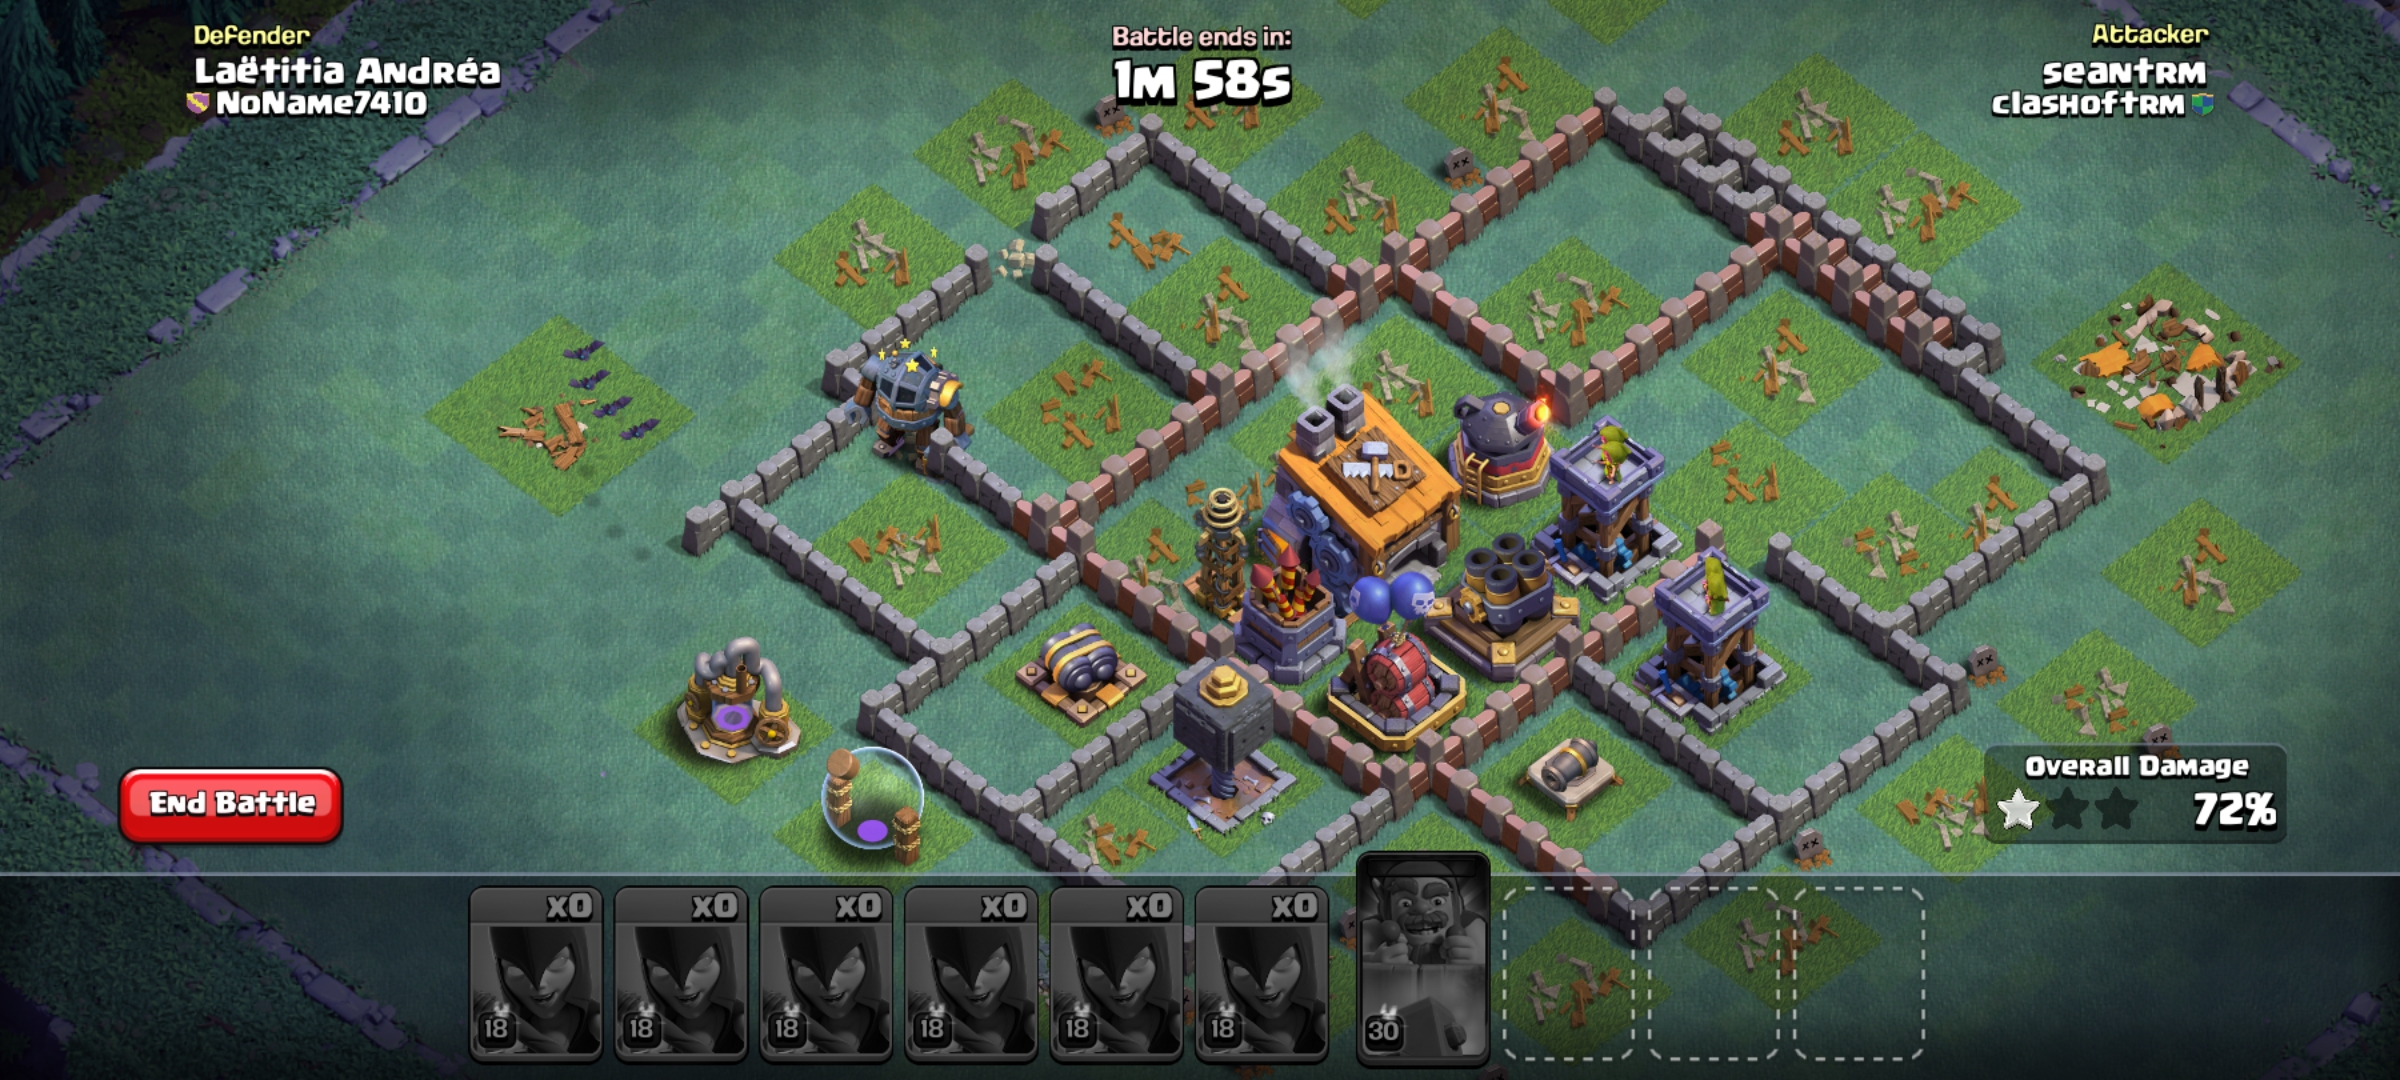 Defender
Laëtitia Andréa
NoName7410
Battle ends in:
1M 58s
Attacker
seantRM
clashoftRM
End Battle
Overall Damage
72%
x0 x0 x0 x0 x0 x0
18 18 18 18 18 18 30